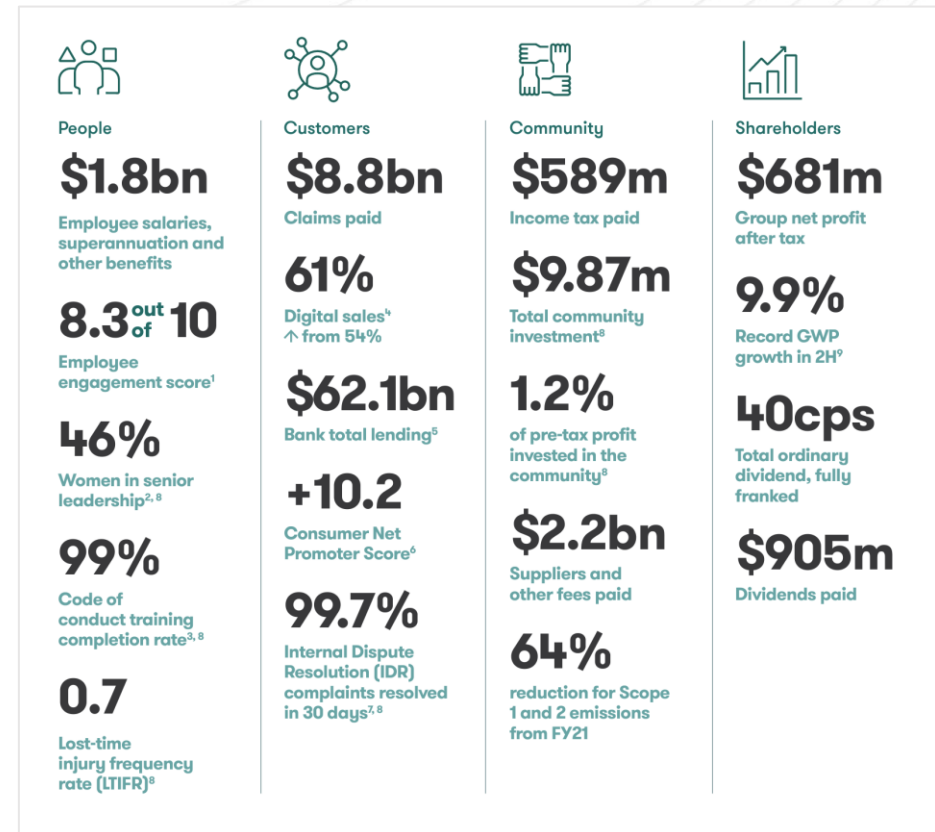 People
$1.8bn
Employee salaries,
superannuation and
other benefits
8.3 out of 10
Employee
engagement score¹
46%
Women in senior
leadership²,⁸
99%
Code of
conduct training
completion rate³,⁸
0.7
Lost-time
injury frequency
rate (LTIFR)⁸
Customers
$8.8bn
Claims paid
61%
Digital sales⁴
↑ from 54%
$62.1bn
Bank total lending⁵
+10.2
Consumer Net
Promoter Score⁶
99.7%
Internal Dispute
Resolution (IDR)
complaints resolved
in 30 days⁷,⁸
Community
$589m
Income tax paid
$9.87m
Total community
investment⁸
1.2%
of pre-tax profit
invested in the
community⁸
$2.2bn
Suppliers and
other fees paid
64%
reduction for Scope
1 and 2 emissions
from FY21
Shareholders
$681m
Group net profit
after tax
9.9%
Record GWP
growth in 2H⁹
40cps
Total ordinary
dividend, fully
franked
$905m
Dividends paid